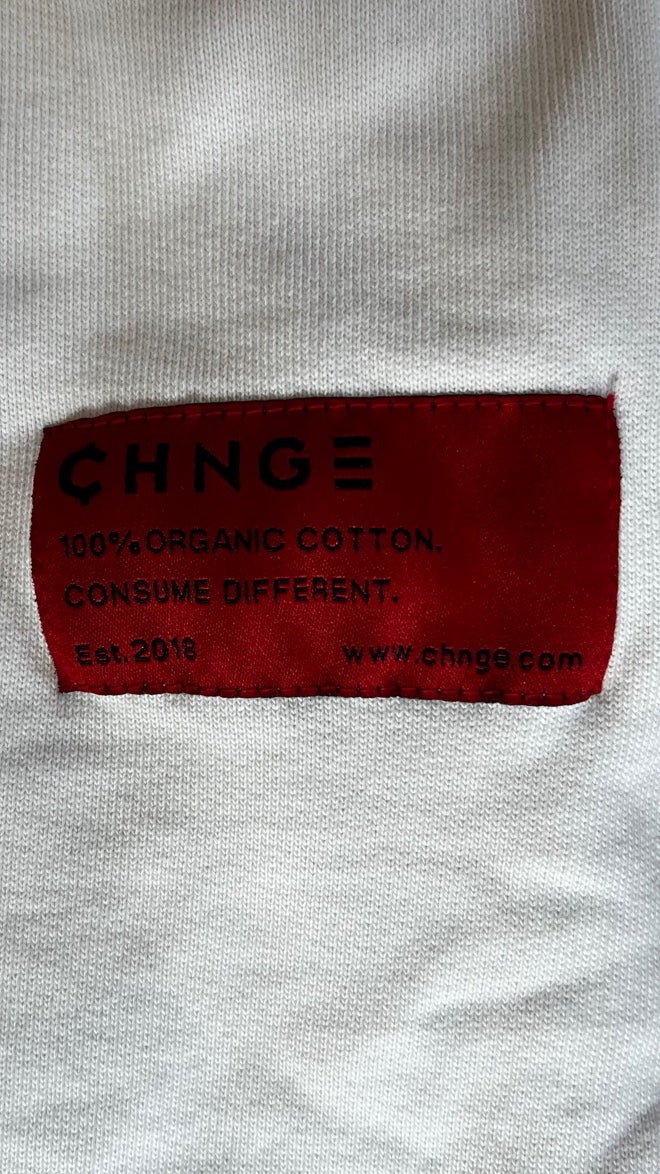 CHNGE
100% ORGANIC COTTON.
CONSUME DIFFERENT.
Est. 2018 www.chnge.com